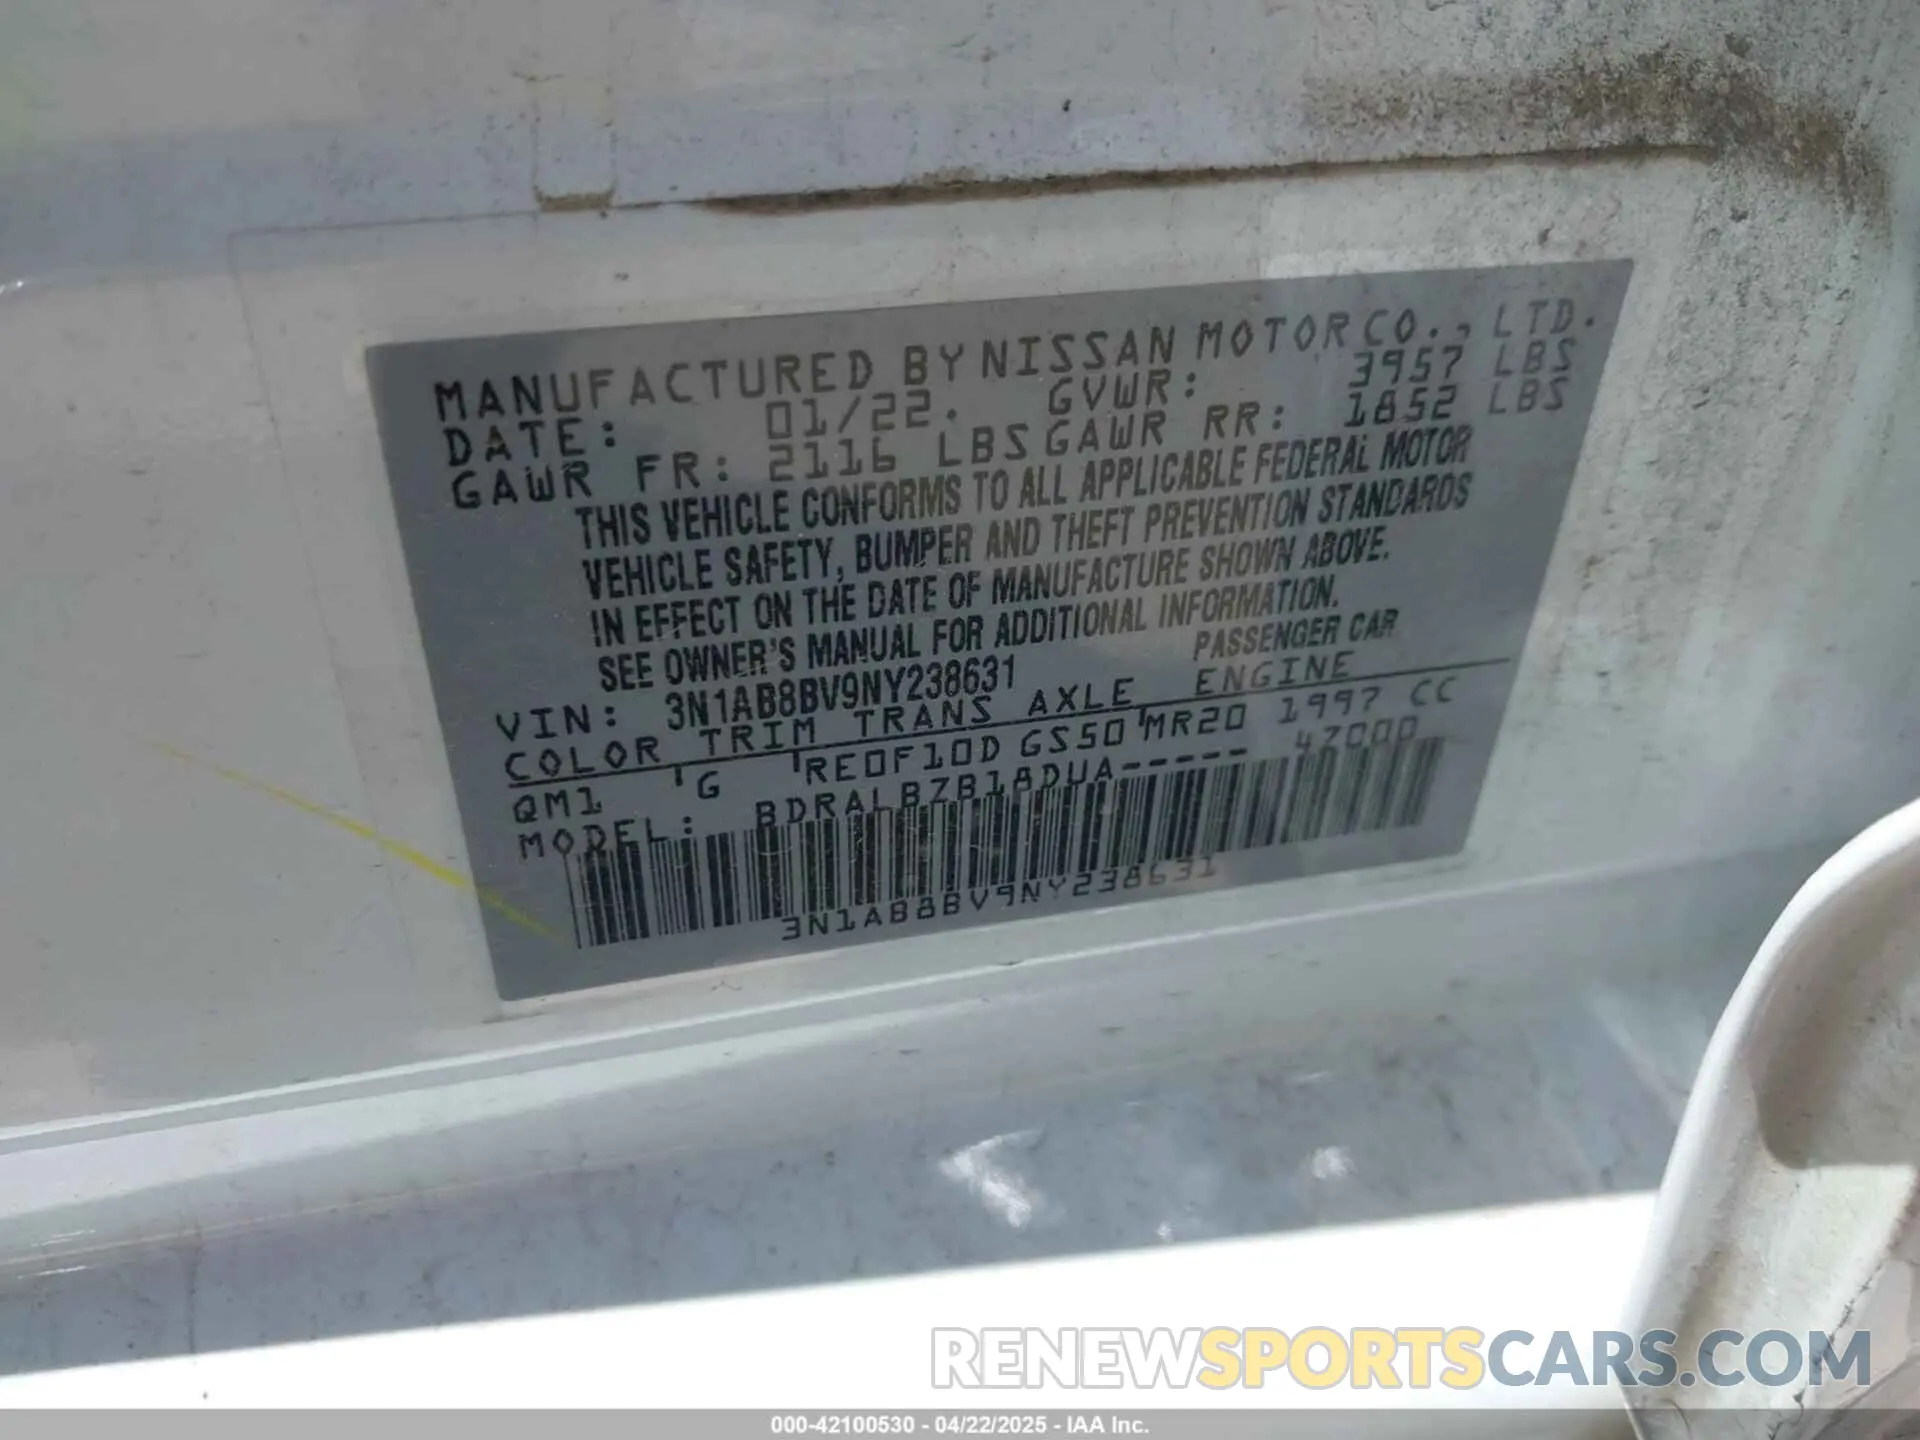 MANUFACTURED BY NISSAN MOTOR CO., LTD.
DATE: 01/22. GVWR: 3957 LBS
GAWR FR: 2116 LBS GAWR RR: 1852 LBS
THIS VEHICLE CONFORMS TO ALL APPLICABLE FEDERAL MOTOR
VEHICLE SAFETY, BUMPER AND THEFT PREVENTION STANDARDS
IN EFFECT ON THE DATE OF MANUFACTURE SHOWN ABOVE.
SEE OWNER'S MANUAL FOR ADDITIONAL INFORMATION.
VIN: 3N1AB8BV9NY238631 PASSENGER CAR
COLOR TRIM TRANS AXLE ENGINE
QM1 G RE0F10D GS50 MR20 1997 CC
MODEL: BDRALBZB18DUA----- 47000
3N1AB8BV9NY238631
RENEWSPORTSCARS.COM
000-42100530 - 04/22/2025 - IAA Inc.